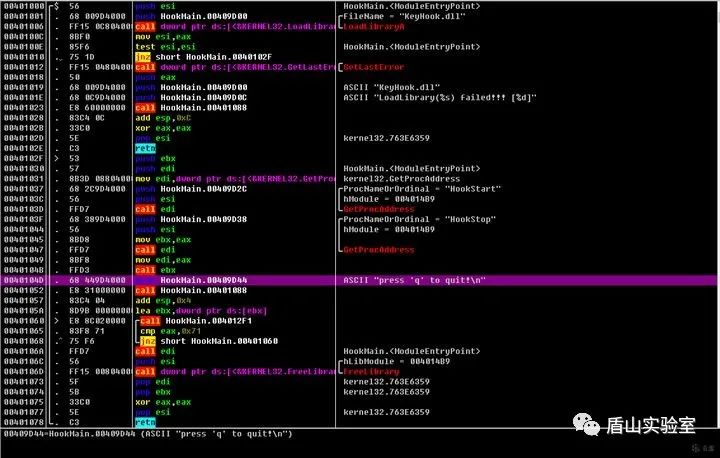 00401000 ┌$ 56 push esi HookMain.<ModuleEntryPoint>
00401001 . 68 009D4000 push HookMain.00409D00 FileName = "KeyHook.dll"
00401006 . FF15 0C804000 call dword ptr ds:[<&KERNEL32.LoadLibrar LoadLibraryA
0040100C . 8BF0 mov esi,eax
0040100E . 85F6 test esi,esi HookMain.<ModuleEntryPoint>
00401010 .ˇ 75 1D jnz short HookMain.0040102F
00401012 . FF15 04804000 call dword ptr ds:[<&KERNEL32.GetLastErr GetLastError
00401018 . 50 push eax
00401019 . 68 009D4000 push HookMain.00409D00 ASCII "KeyHook.dll"
0040101E . 68 0C9D4000 push HookMain.00409D0C ASCII "LoadLibrary(%s) failed!!! [%d]"
00401023 . E8 60000000 call HookMain.00401088
00401028 . 83C4 0C add esp,0xC
0040102B . 33C0 xor eax,eax
0040102D . 5E pop esi kernel32.763E6359
0040102E . C3 retn
0040102F > 53 push ebx
00401030 . 57 push edi HookMain.<ModuleEntryPoint>
00401031 . 8B3D 08804000 mov edi,dword ptr ds:[<&KERNEL32.GetProc kernel32.GetProcAddress
00401037 . 68 2C9D4000 push HookMain.00409D2C ProcNameOrOrdinal = "HookStart"
0040103C . 56 push esi hModule = 004014B9
0040103D . FFD7 call edi GetProcAddress
0040103F . 68 389D4000 push HookMain.00409D38 ProcNameOrOrdinal = "HookStop"
00401044 . 56 push esi hModule = 004014B9
00401045 . 8BD8 mov ebx,eax
00401047 . FFD7 call edi GetProcAddress
00401049 . 8BF8 mov edi,eax
0040104B . FFD3 call ebx
0040104D . 68 449D4000 push HookMain.00409D44 ASCII "press 'q' to quit!\n"
00401052 . E8 31000000 call HookMain.00401088
00401057 . 83C4 04 add esp,0x4
0040105A . 8D9B 00000000 lea ebx,dword ptr ds:[ebx]
00401060 > E8 8C020000 call HookMain.004012F1
00401065 . 83F8 71 cmp eax,0x71
00401068 .^ 75 F6 jnz short HookMain.00401060
0040106A . FFD7 call edi HookMain.<ModuleEntryPoint>
0040106C . 56 push esi hLibModule = 004014B9
0040106D . FF15 00804000 call dword ptr ds:[<&KERNEL32.FreeLibrar FreeLibrary
00401073 . 5F pop edi kernel32.763E6359
00401074 . 5B pop ebx kernel32.763E6359
00401075 . 33C0 xor eax,eax
00401077 . 5E pop esi kernel32.763E6359
00401078 . C3 retn
00409D44=HookMain.00409D44 (ASCII "press 'q' to quit!\n")
盾山实验室